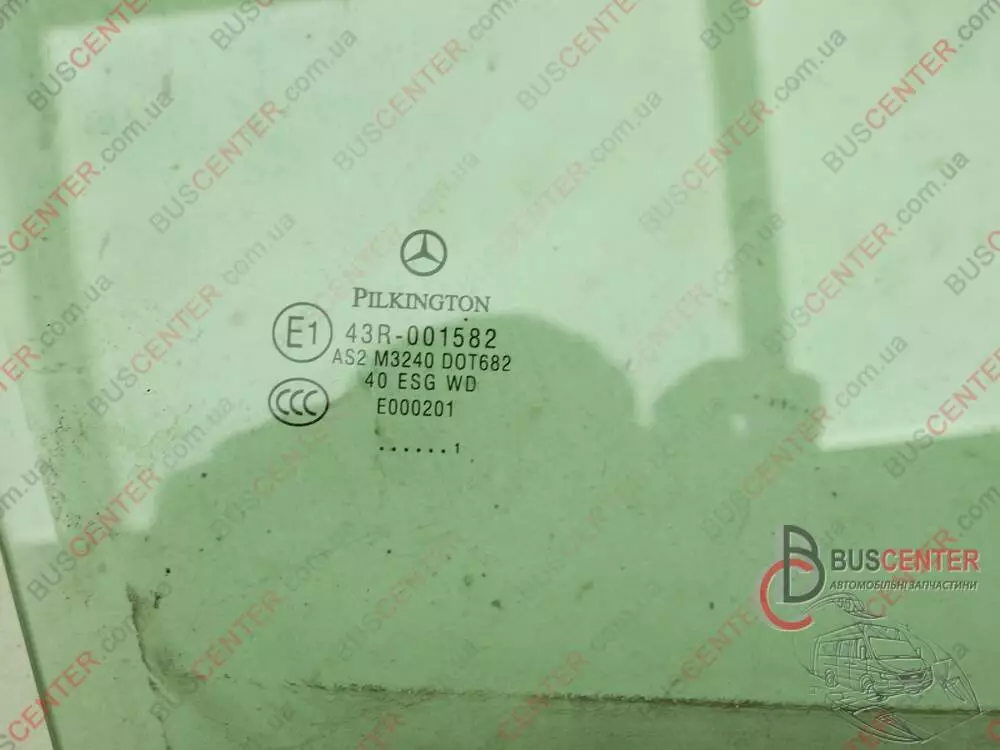 PILKINGTON
E1
43R-001582
AS2 M3240 DOT682
40 ESG WD
CCC
E000201
. . . . . . 1
BUSCENTER
АВТОМОБІЛЬНІ ЗАПЧАСТИНИ
BUSCENTER.com.ua